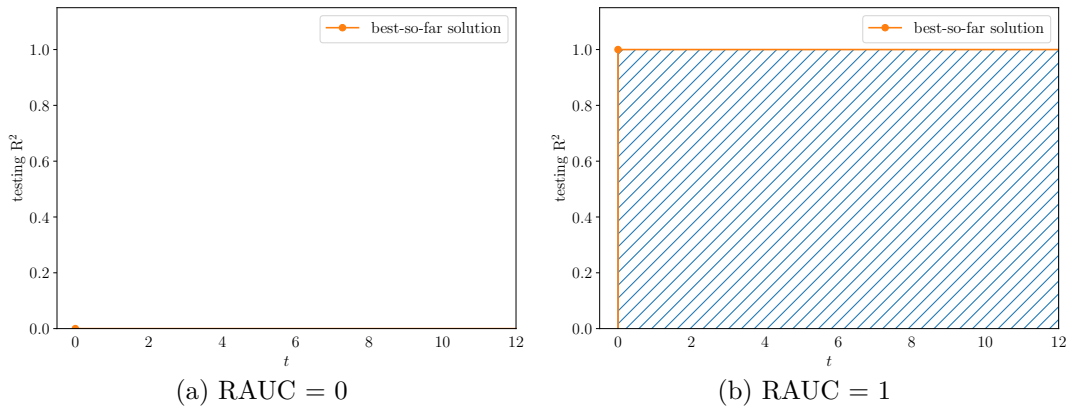 best-so-far solution
1.0
0.8
0.6
0.4
0.2
0.0
testing R²
0 2 4 6 8 10 12
t
(a) RAUC = 0
best-so-far solution
1.0
0.8
0.6
0.4
0.2
0.0
testing R²
0 2 4 6 8 10 12
t
(b) RAUC = 1